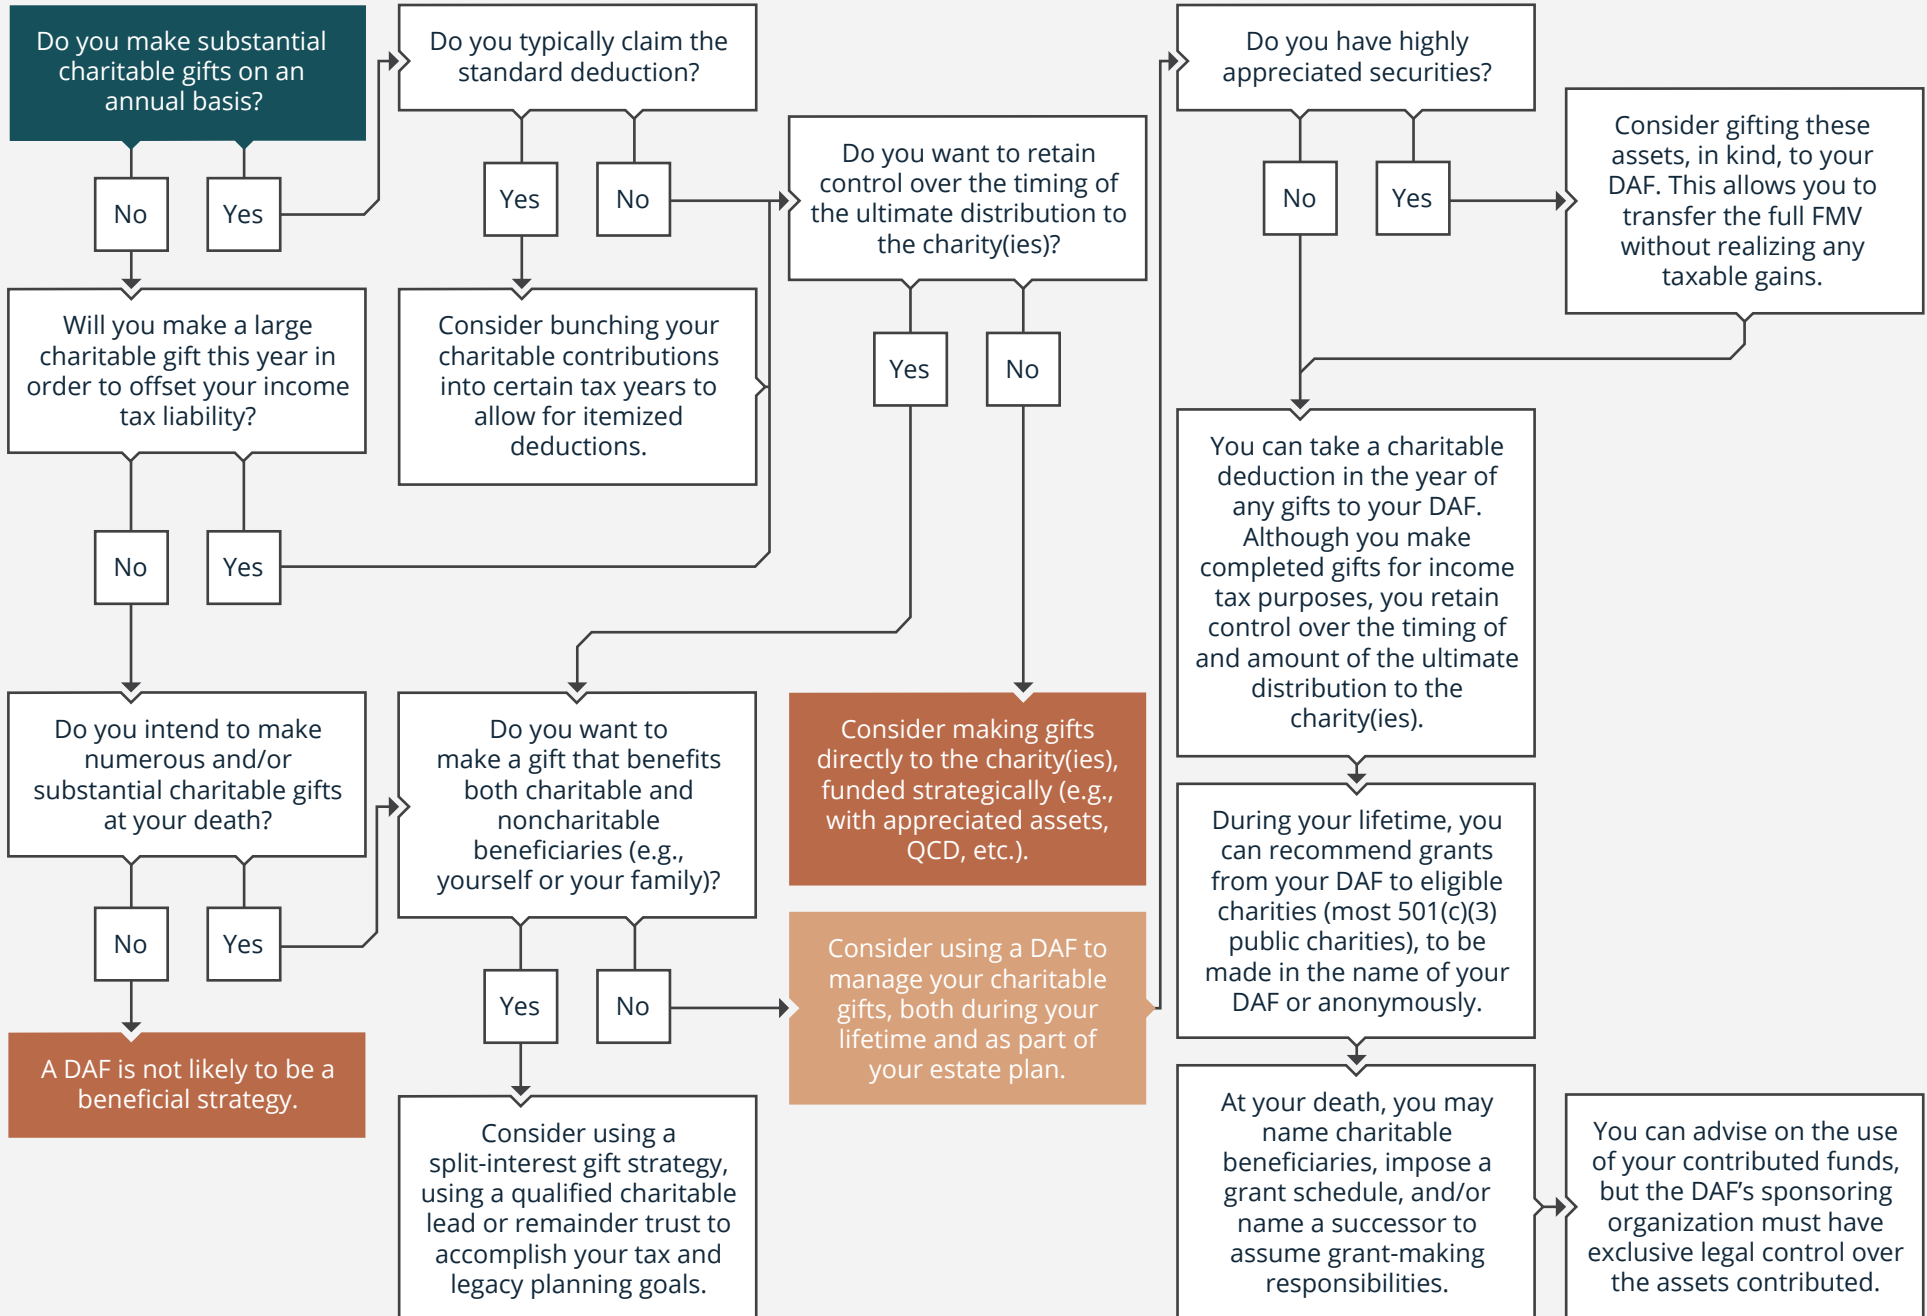 Do you make substantial
charitable gifts on an
annual basis?
No
Yes
Will you make a large
charitable gift this year in
order to offset your income
tax liability?
No
Yes
Do you intend to make
numerous and/or
substantial charitable gifts
at your death?
No
Yes
A DAF is not likely to be a
beneficial strategy.
Do you typically claim the
standard deduction?
Yes
No
Consider bunching your
charitable contributions
into certain tax years to
allow for itemized
deductions.
Do you want to retain
control over the timing of
the ultimate distribution to
the charity(ies)?
Yes
No
Do you want to
make a gift that benefits
both charitable and
noncharitable
beneficiaries (e.g.,
yourself or your family)?
Yes
No
Consider using a
split-interest gift strategy,
using a qualified charitable
lead or remainder trust to
accomplish your tax and
legacy planning goals.
Consider making gifts
directly to the charity(ies),
funded strategically (e.g.,
with appreciated assets,
QCD, etc.).
Consider using a DAF to
manage your charitable
gifts, both during your
lifetime and as part of
your estate plan.
Do you have highly
appreciated securities?
No
Yes
Consider gifting these
assets, in kind, to your
DAF. This allows you to
transfer the full FMV
without realizing any
taxable gains.
You can take a charitable
deduction in the year of
any gifts to your DAF.
Although you make
completed gifts for income
tax purposes, you retain
control over the timing of
and amount of the ultimate
distribution to the
charity(ies).
During your lifetime, you
can recommend grants
from your DAF to eligible
charities (most 501(c)(3)
public charities), to be
made in the name of your
DAF or anonymously.
At your death, you may
name charitable
beneficiaries, impose a
grant schedule, and/or
name a successor to
assume grant-making
responsibilities.
You can advise on the use
of your contributed funds,
but the DAF’s sponsoring
organization must have
exclusive legal control over
the assets contributed.